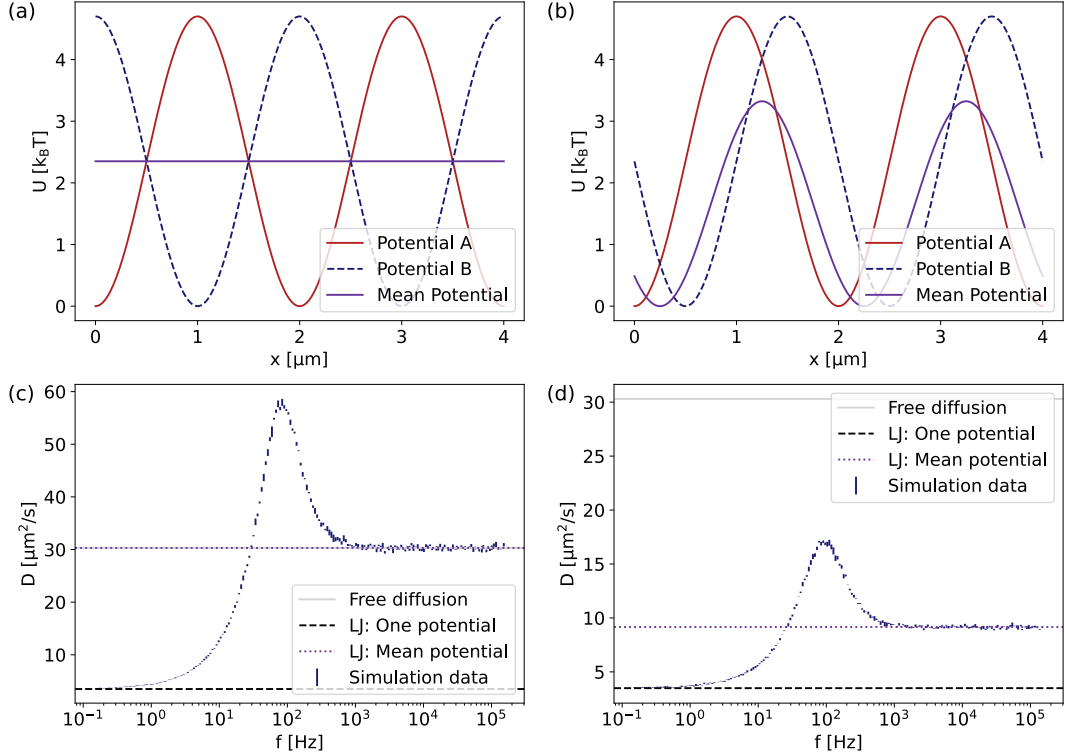 (a)
U [k_BT]
4
3
2
1
0
Potential A
Potential B
Mean Potential
0 1 2 3 4
x [μm]
(b)
U [k_BT]
4
3
2
1
0
Potential A
Potential B
Mean Potential
0 1 2 3 4
x [μm]
(c)
D [μm²/s]
60
50
40
30
20
10
Free diffusion
LJ: One potential
LJ: Mean potential
Simulation data
10⁻¹ 10⁰ 10¹ 10² 10³ 10⁴ 10⁵
f [Hz]
(d)
D [μm²/s]
30
25
20
15
10
5
Free diffusion
LJ: One potential
LJ: Mean potential
Simulation data
10⁻¹ 10⁰ 10¹ 10² 10³ 10⁴ 10⁵
f [Hz]